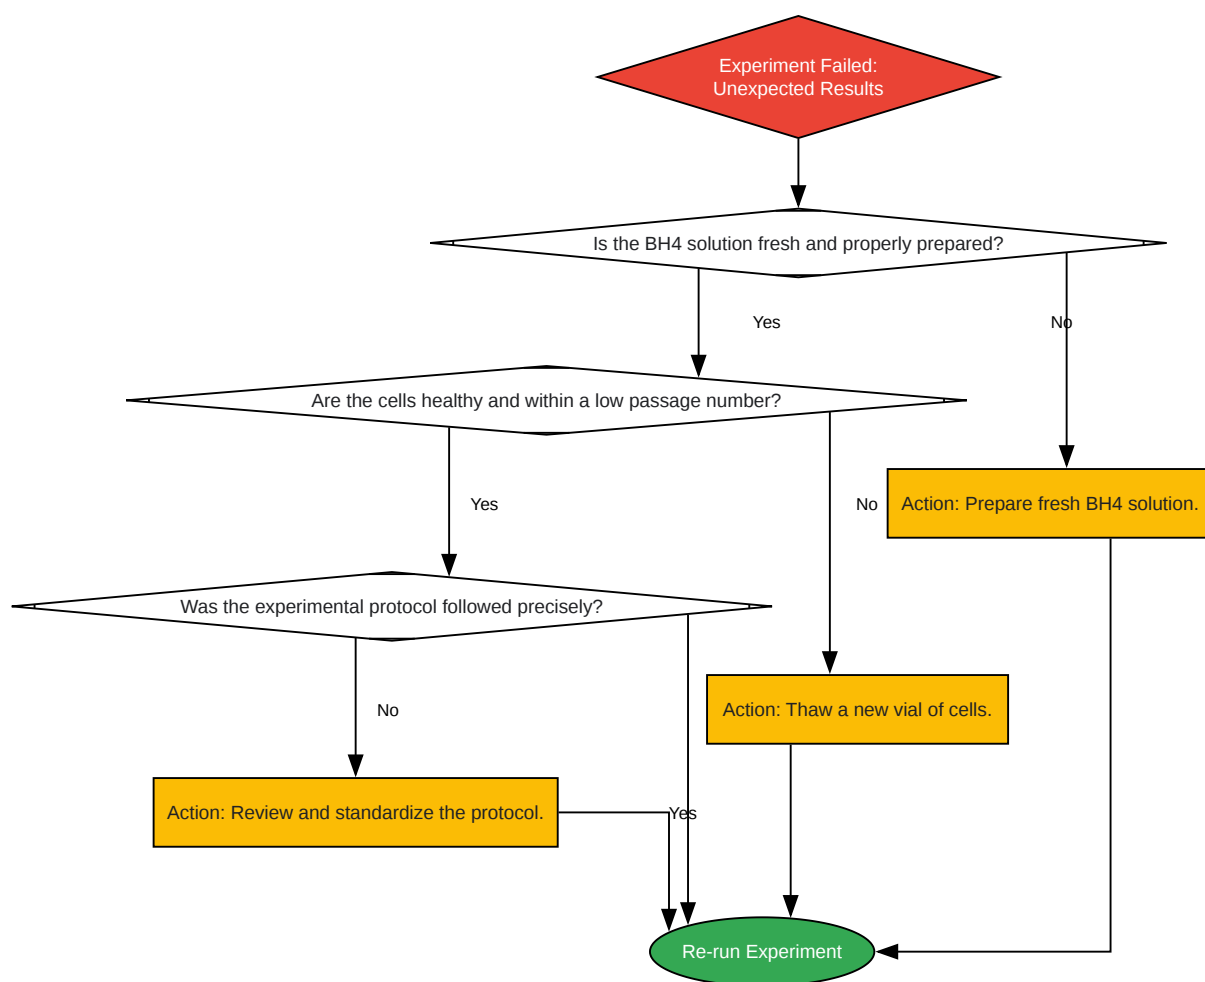 Experiment Failed:
Unexpected Results
Is the BH4 solution fresh and properly prepared?
Yes
No
Are the cells healthy and within a low passage number?
Yes
No
Action: Prepare fresh BH4 solution.
Was the experimental protocol followed precisely?
No
Action: Thaw a new vial of cells.
Action: Review and standardize the protocol.
Yes
Re-run Experiment